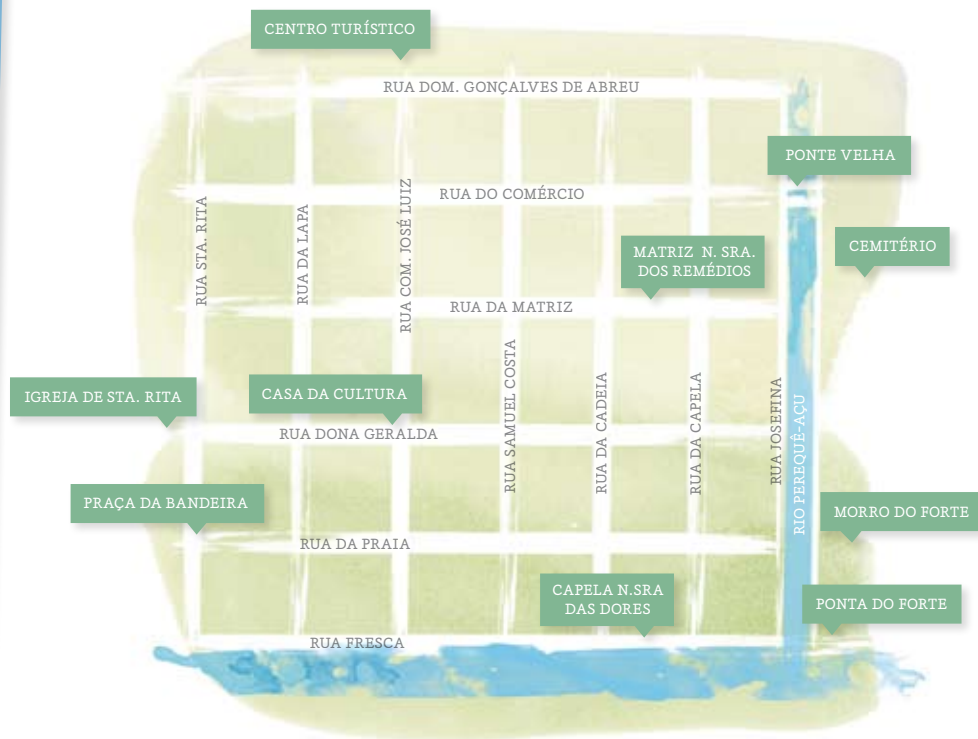 CENTRO TURÍSTICO
RUA DOM. GONÇALVES DE ABREU
PONTE VELHA
RUA DO COMÉRCIO
RUA STA. RITA
RUA DA LAPA
RUA COM. JOSÉ LUIZ
MATRIZ N. SRA.
DOS REMÉDIOS
CEMITÉRIO
RUA DA MATRIZ
IGREJA DE STA. RITA
CASA DA CULTURA
RUA DONA GERALDA
RUA SAMUEL COSTA
RUA DA CADEIA
RUA DA CAPELA
RUA JOSEFINA
RIO PEREQUÊ-AÇU
PRAÇA DA BANDEIRA
MORRO DO FORTE
RUA DA PRAIA
CAPELA N.SRA
DAS DORES
PONTA DO FORTE
RUA FRESCA